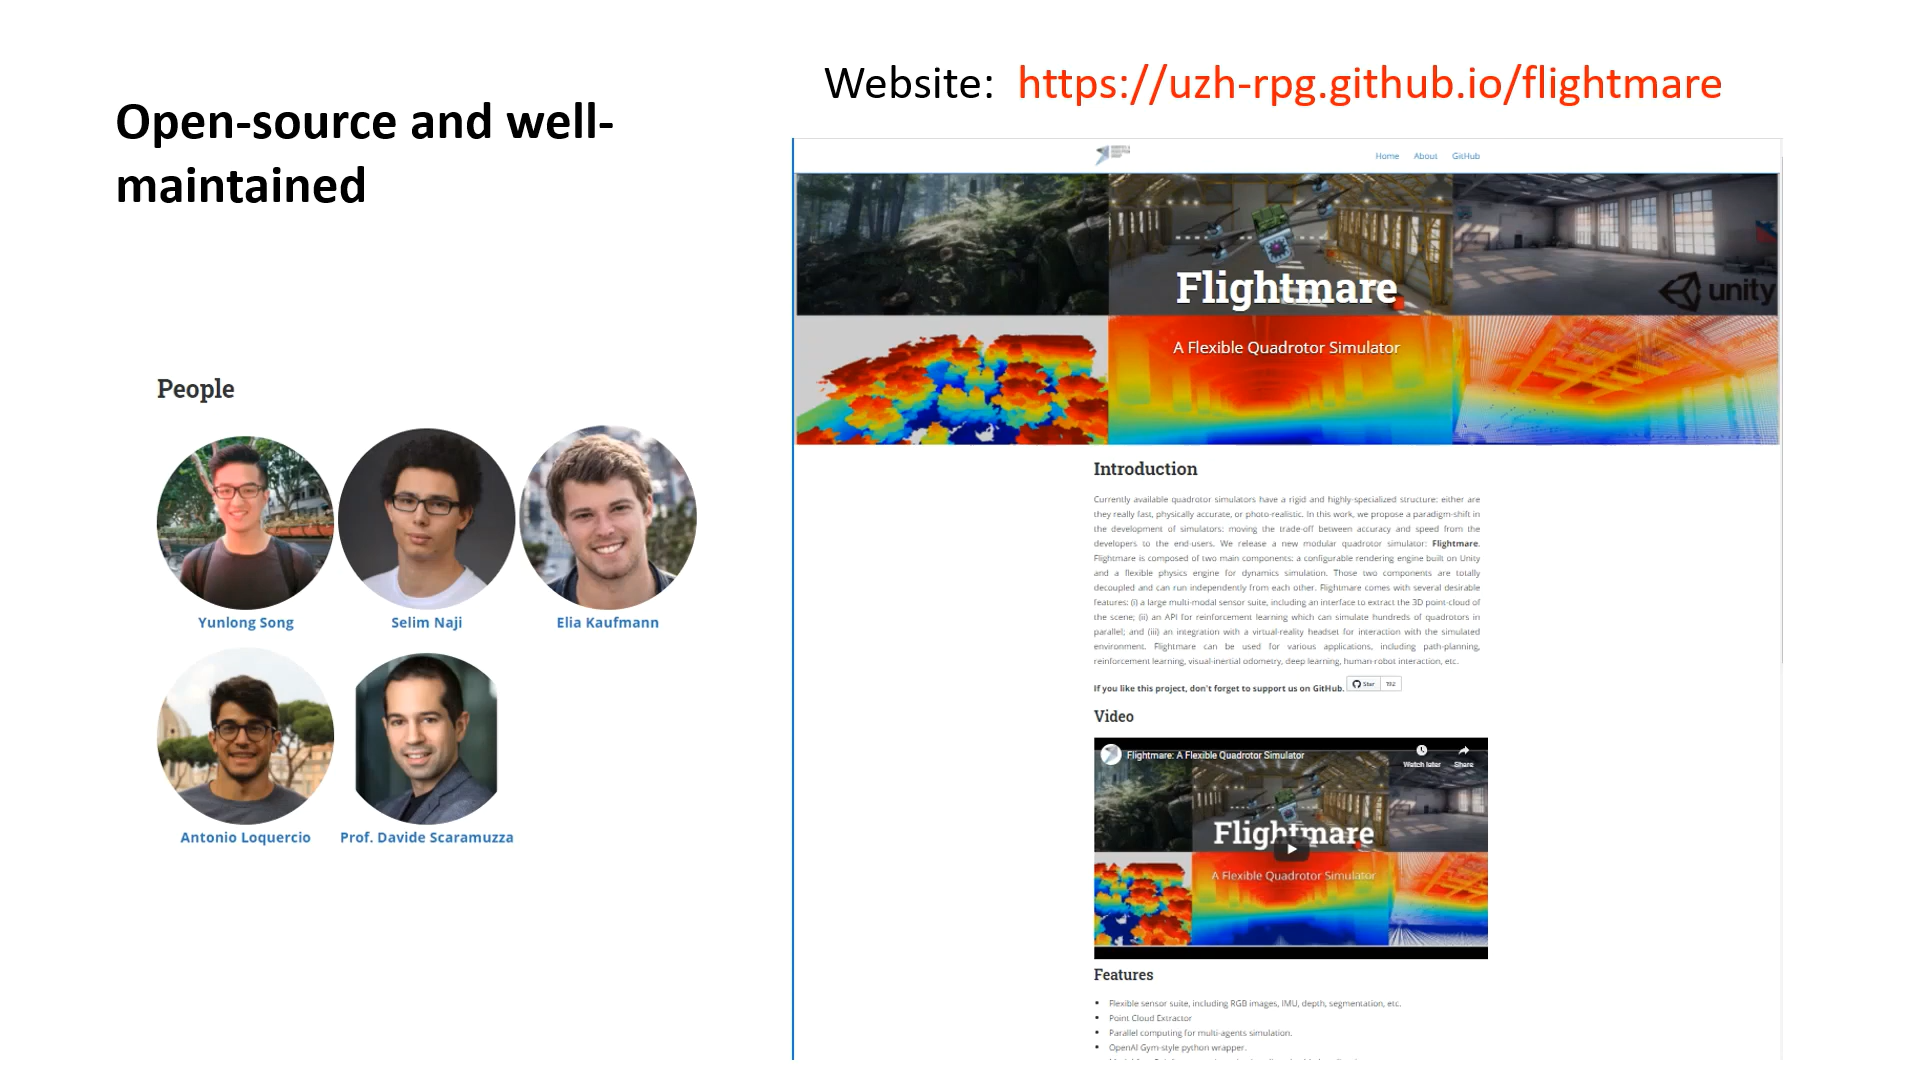 Open-source and well-
maintained
Website: https://uzh-rpg.github.io/flightmare
People
Yunlong Song
Selim Naji
Elia Kaufmann
Antonio Loquercio
Prof. Davide Scaramuzza
Home About GitHub
Flightmare
unity
A Flexible Quadrotor Simulator
Introduction
Currently available quadrotor simulators have a rigid and highly-specialized structure: either are
they really fast, physically accurate, or photo-realistic. In this work, we propose a paradigm-shift in
the development of simulators: moving the trade-off between accuracy and speed from the
developers to the end-users. We release a new modular quadrotor simulator: Flightmare.
Flightmare is composed of two main components: a configurable rendering engine built on Unity
and a flexible physics engine for dynamics simulation. Those two components are totally
decoupled and can run independently from each other. Flightmare comes with several desirable
features: (i) a large multi-modal sensor suite, including an interface to extract the 3D point-cloud of
the scene; (ii) an API for reinforcement learning which can simulate hundreds of quadrotors in
parallel; and (iii) an integration with a virtual-reality headset for interaction with the simulated
environment. Flightmare can be used for various applications, including path-planning,
reinforcement learning, visual-inertial odometry, deep learning, human-robot interaction, etc.
If you like this project, don't forget to support us on GitHub. Star 192
Video
Flightmare: A Flexible Quadrotor Simulator
Watch later Share
Flightmare
A Flexible Quadrotor Simulator
Features
Flexible sensor suite, including RGB images, IMU, depth, segmentation, etc.
Point Cloud Extractor
Parallel computing for multi-agents simulation.
OpenAI Gym-style python wrapper.